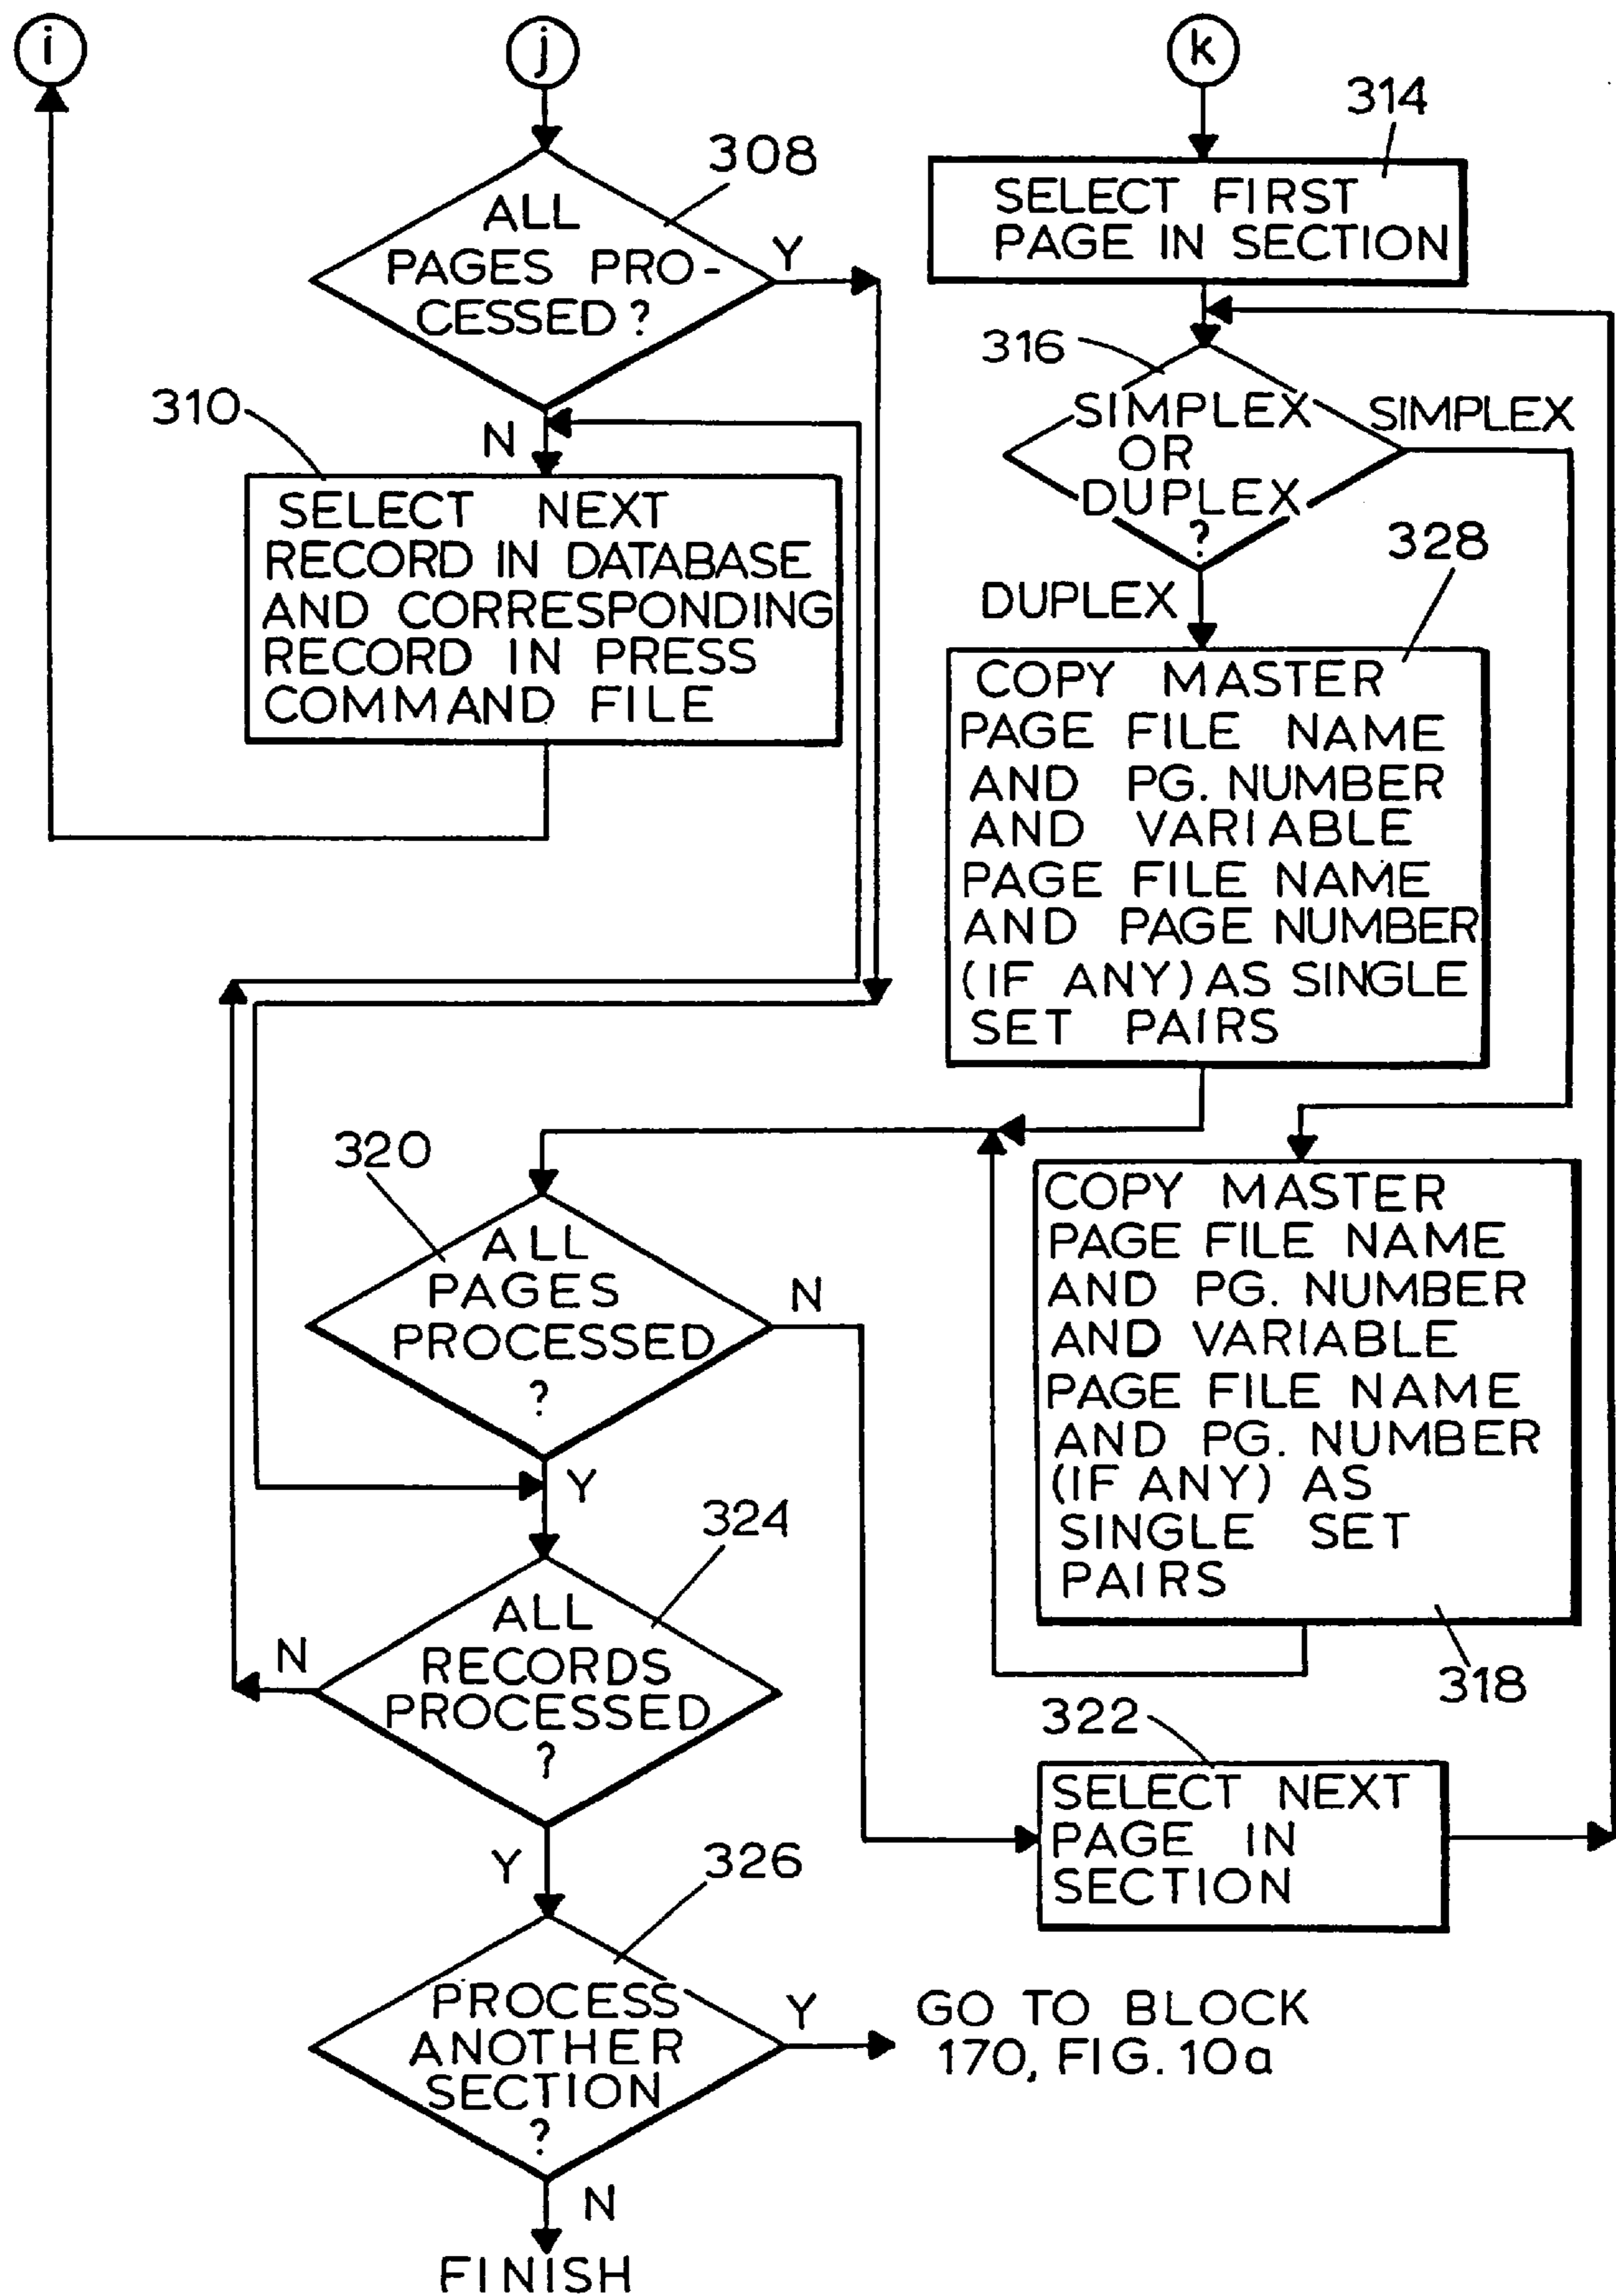 i
j
k
308
ALL
PAGES PRO-
CESSED?
Y
N
310
SELECT NEXT
RECORD IN DATABASE
AND CORRESPONDING
RECORD IN PRESS
COMMAND FILE
314
SELECT FIRST
PAGE IN SECTION
316
SIMPLEX
OR
DUPLEX
?
SIMPLEX
DUPLEX
328
COPY MASTER
PAGE FILE NAME
AND PG. NUMBER
AND VARIABLE
PAGE FILE NAME
AND PAGE NUMBER
(IF ANY) AS SINGLE
SET PAIRS
COPY MASTER
PAGE FILE NAME
AND PG. NUMBER
AND VARIABLE
PAGE FILE NAME
AND PG. NUMBER
(IF ANY) AS
SINGLE SET
PAIRS
318
320
ALL
PAGES
PROCESSED
?
N
Y
322
SELECT NEXT
PAGE IN
SECTION
324
ALL
RECORDS
PROCESSED
?
N
Y
326
PROCESS
ANOTHER
SECTION
?
Y
GO TO BLOCK
170, FIG. 10a
N
FINISH